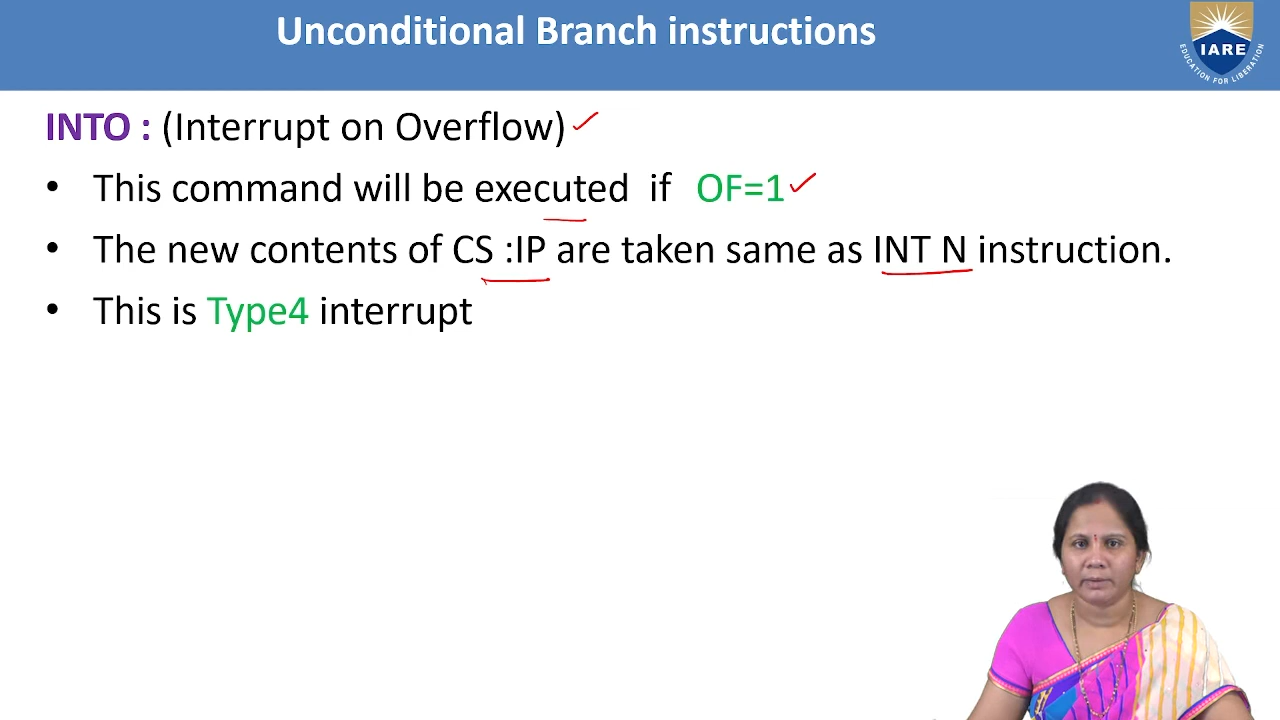 Unconditional Branch instructions
IARE
EDUCATION FOR LIBERATION
INTO : (Interrupt on Overflow)
• This command will be executed if OF=1
• The new contents of CS :IP are taken same as INT N instruction.
• This is Type4 interrupt